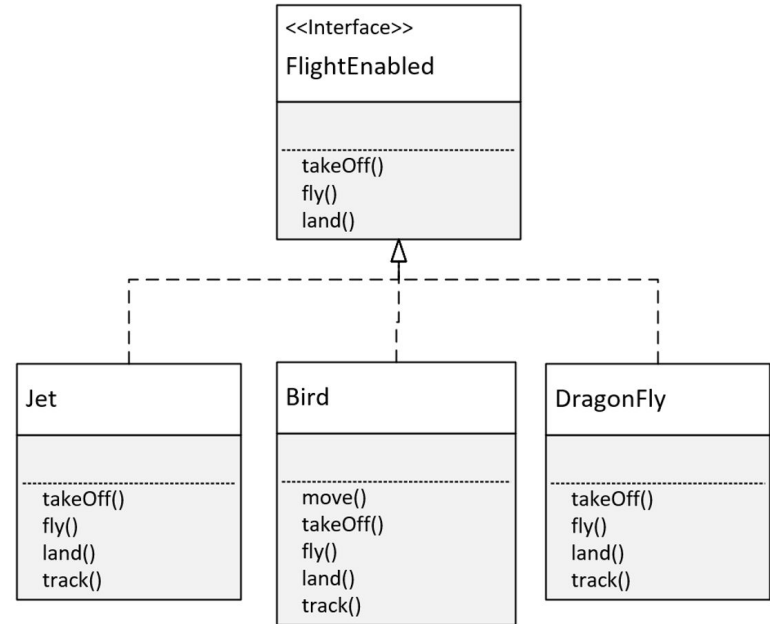 <<Interface>>
FlightEnabled
takeOff()
fly()
land()
Jet
takeOff()
fly()
land()
track()
Bird
move()
takeOff()
fly()
land()
track()
DragonFly
takeOff()
fly()
land()
track()